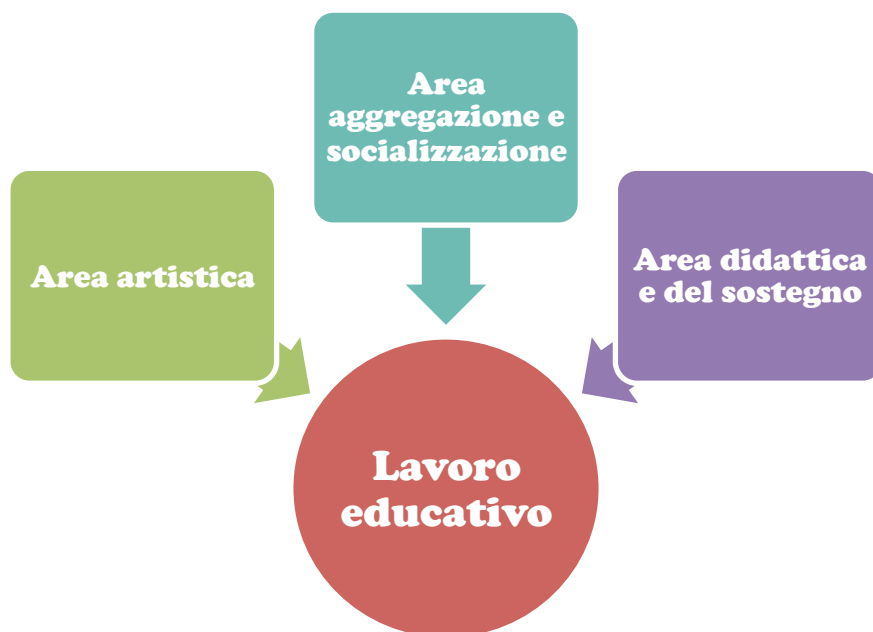 Area
aggregazione e
socializzazione
Area artistica
Area didattica
e del sostegno
Lavoro
educativo